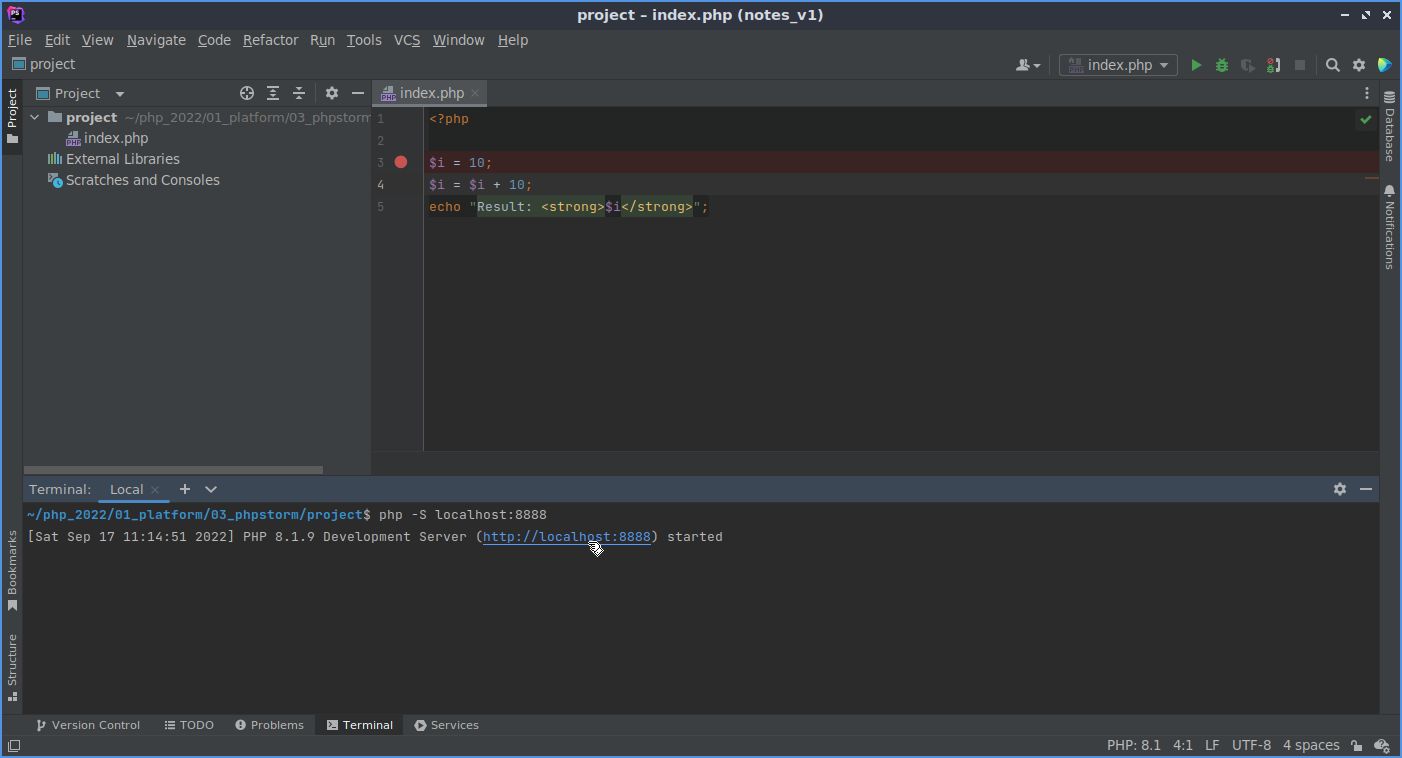 PS
project – index.php (notes_v1)
File Edit View Navigate Code Refactor Run Tools VCS Window Help
project
index.php
Project
Project
index.php
Database
Notifications
project ~/php_2022/01_platform/03_phpstorm
index.php
External Libraries
Scratches and Consoles
1 <?php
2
3 $i = 10;
4 $i = $i + 10;
5 echo "Result: <strong>$i</strong>";
Terminal: Local
~/php_2022/01_platform/03_phpstorm/project$ php -S localhost:8888
[Sat Sep 17 11:14:51 2022] PHP 8.1.9 Development Server (http://localhost:8888) started
Bookmarks
Structure
Version Control TODO Problems Terminal Services
PHP: 8.1 4:1 LF UTF-8 4 spaces